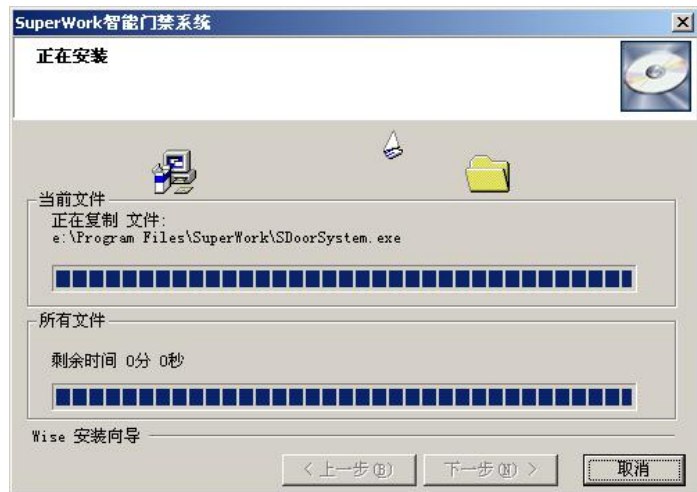 SuperWork智能门禁系统
正在安装
当前文件
正在复制 文件:
e:\Program Files\SuperWork\SDoorSystem.exe
所有文件
剩余时间 0分 0秒
Wise 安装向导
< 上一步(B)
下一步(N) >
取消